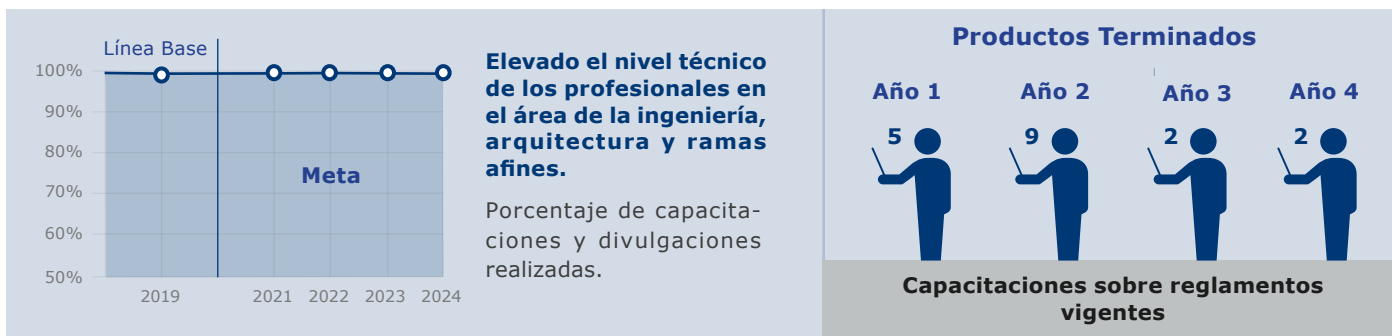 Línea Base
100%
90%
80%
70%
60%
50%
Meta
2019
2021
2022
2023
2024
Elevado el nivel técnico
de los profesionales en
el área de la ingeniería,
arquitectura y ramas
afines.
Porcentaje de capacita-
ciones y divulgaciones
realizadas.
Productos Terminados
Año 1
Año 2
Año 3
Año 4
5
9
2
2
Capacitaciones sobre reglamentos
vigentes